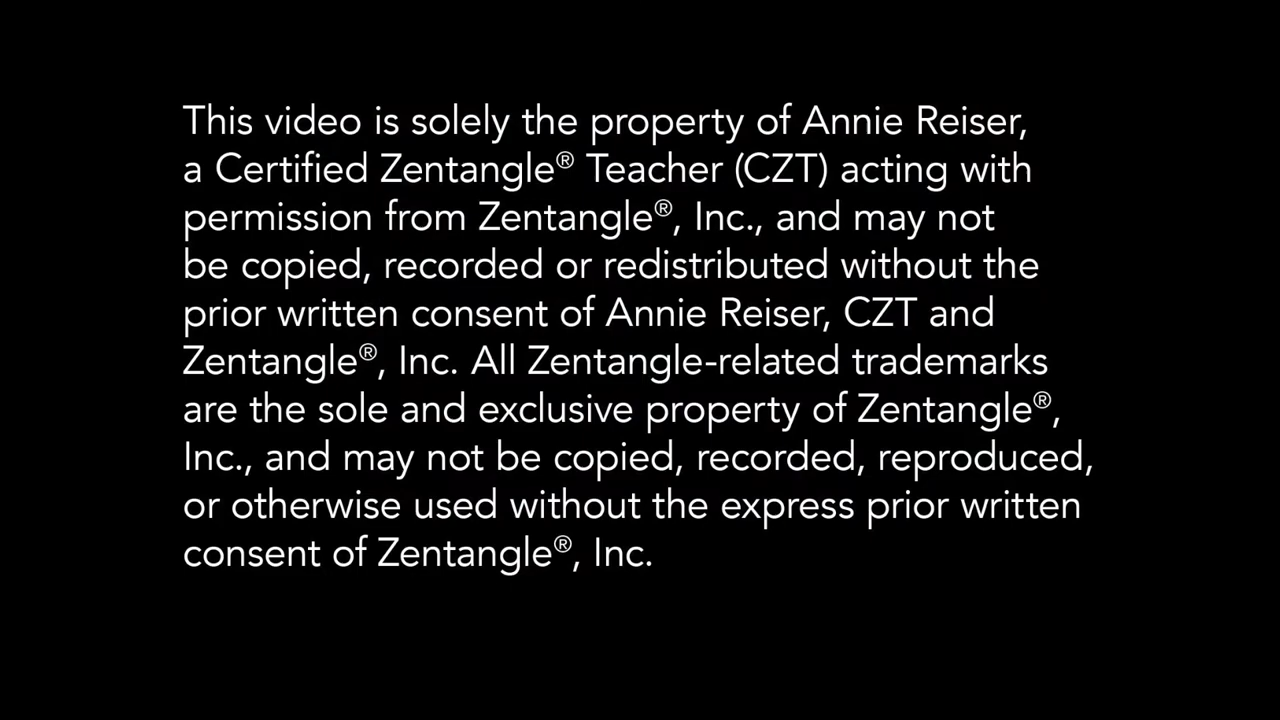 This video is solely the property of Annie Reiser,
a Certified Zentangle® Teacher (CZT) acting with
permission from Zentangle®, Inc., and may not
be copied, recorded or redistributed without the
prior written consent of Annie Reiser, CZT and
Zentangle®, Inc. All Zentangle-related trademarks
are the sole and exclusive property of Zentangle®,
Inc., and may not be copied, recorded, reproduced,
or otherwise used without the express prior written
consent of Zentangle®, Inc.